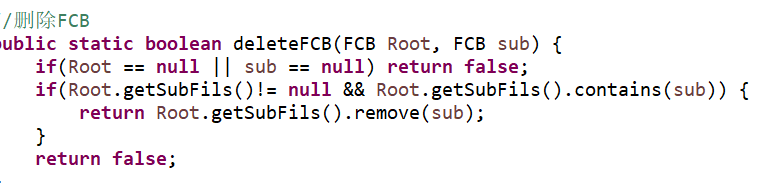 //删除FCB
public static boolean deleteFCB(FCB Root, FCB sub) {
if(Root == null || sub == null) return false;
if(Root.getSubFils()!= null && Root.getSubFils().contains(sub)) {
return Root.getSubFils().remove(sub);
}
return false;